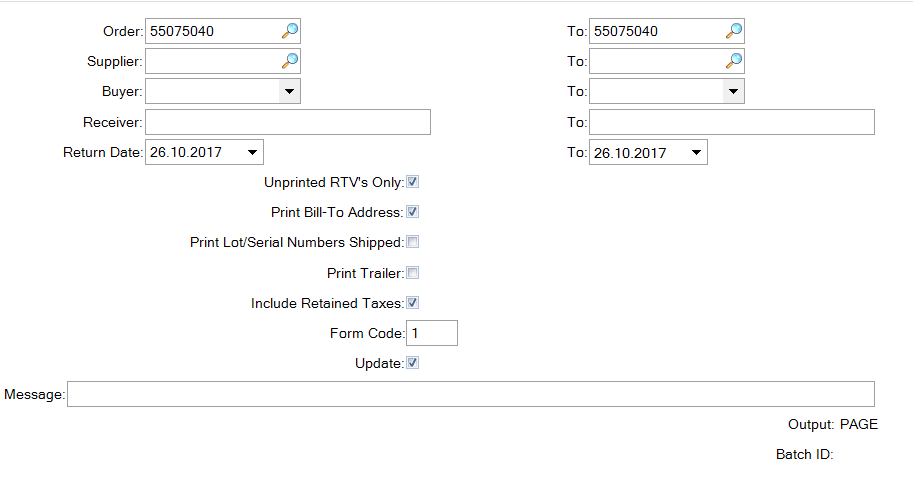 Order: 55075040 To: 55075040
Supplier: To:
Buyer: To:
Receiver: To:
Return Date: 26.10.2017 To: 26.10.2017
Unprinted RTV's Only:
Print Bill-To Address:
Print Lot/Serial Numbers Shipped:
Print Trailer:
Include Retained Taxes:
Form Code: 1
Update:
Message:
Output: PAGE
Batch ID: